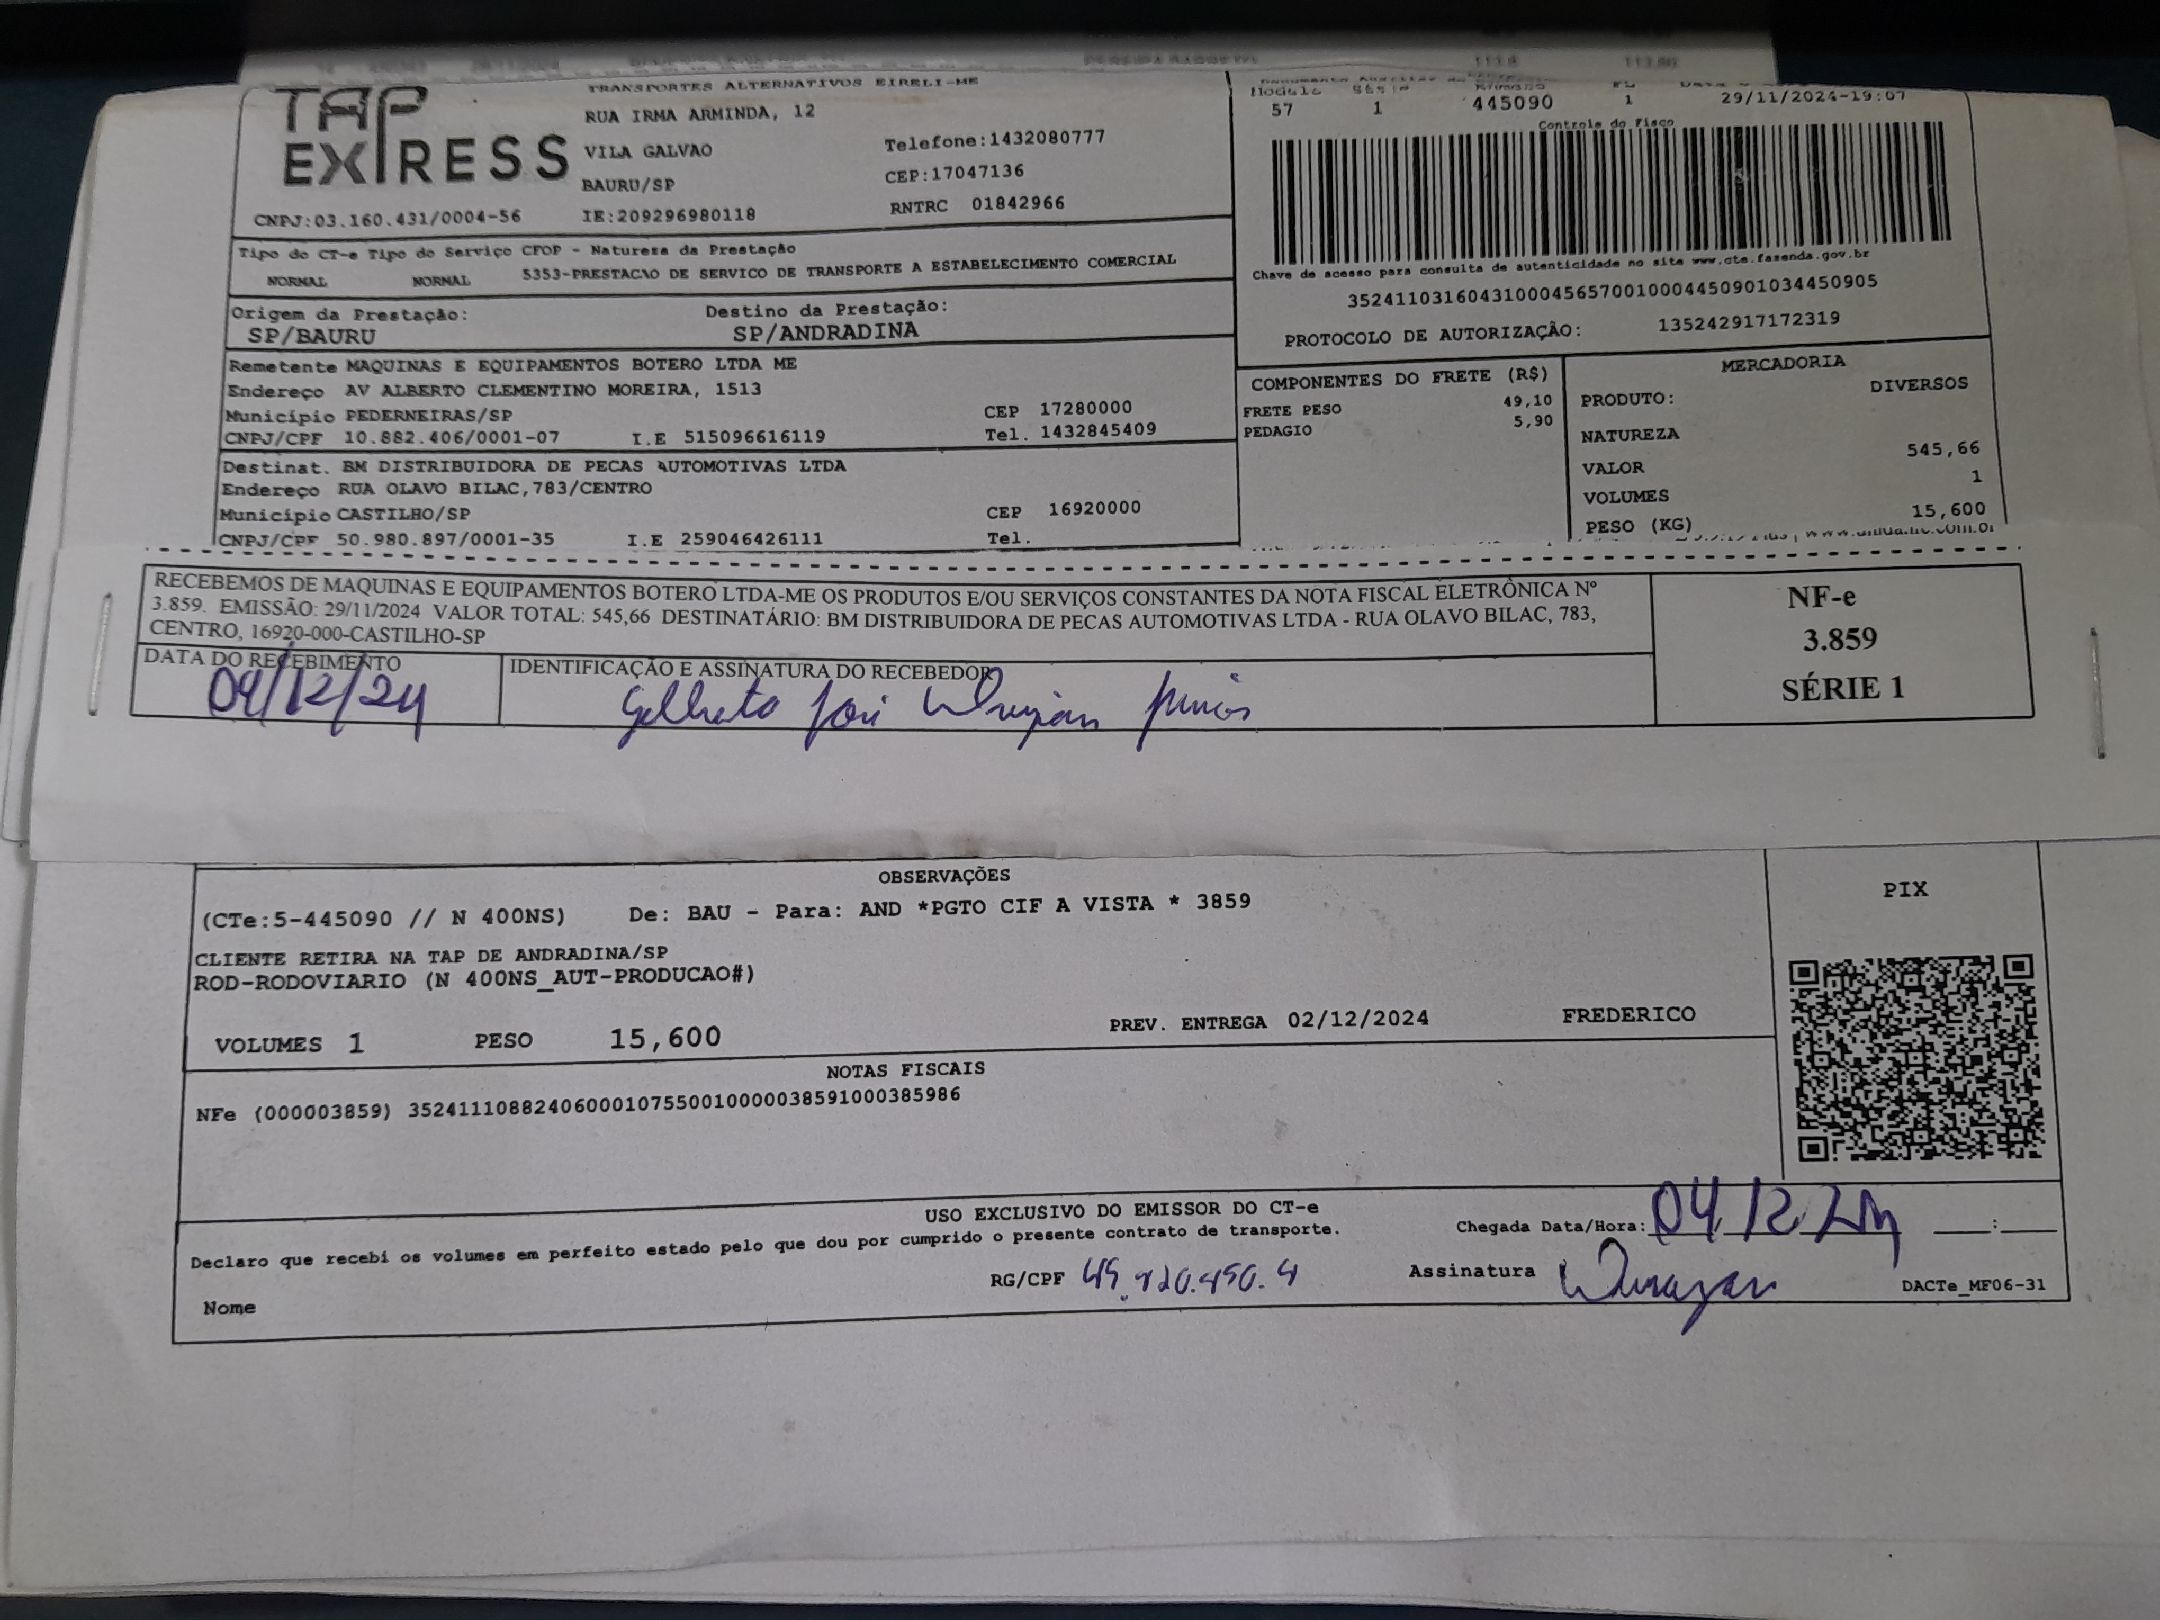 TRANSPORTES ALTERNATIVOS EIRELI-ME
TAP EXPRESS
RUA IRMA ARMINDA, 12
VILA GALVAO Telefone:1432080777
BAURU/SP CEP:17047136
CNPJ:03.160.431/0004-56 IE:209296980118 RNTRC 01842966
Modulo Série
57 1 445090 1 29/11/2024-19:07
Controle do Fisco
Chave de acesso para consulta de autenticidade no site www.cte.fazenda.gov.br
35241103160431000456570010004450901034450905
PROTOCOLO DE AUTORIZAÇÃO: 135242917172319
Tipo do CT-e Tipo do Serviço CFOP - Natureza da Prestação
NORMAL NORMAL 5353-PRESTACAO DE SERVICO DE TRANSPORTE A ESTABELECIMENTO COMERCIAL
Origem da Prestação: Destino da Prestação:
SP/BAURU SP/ANDRADINA
Remetente MAQUINAS E EQUIPAMENTOS BOTERO LTDA ME
Endereço AV ALBERTO CLEMENTINO MOREIRA, 1513
Município PEDERNEIRAS/SP CEP 17280000
CNPJ/CPF 10.882.406/0001-07 I.E 515096616119 Tel. 1432845409
Destinat. BM DISTRIBUIDORA DE PECAS AUTOMOTIVAS LTDA
Endereço RUA OLAVO BILAC,783/CENTRO
Município CASTILHO/SP CEP 16920000
CNPJ/CPF 50.980.897/0001-35 I.E 259046426111 Tel.
COMPONENTES DO FRETE (R$)
FRETE PESO 49,10
PEDAGIO 5,90
MERCADORIA
PRODUTO: DIVERSOS
NATUREZA
VALOR 545,66
VOLUMES 1
PESO (KG) 15,600
RECEBEMOS DE MAQUINAS E EQUIPAMENTOS BOTERO LTDA-ME OS PRODUTOS E/OU SERVIÇOS CONSTANTES DA NOTA FISCAL ELETRÔNICA Nº
3.859. EMISSÃO: 29/11/2024 VALOR TOTAL: 545,66 DESTINATÁRIO: BM DISTRIBUIDORA DE PECAS AUTOMOTIVAS LTDA - RUA OLAVO BILAC, 783,
CENTRO, 16920-000-CASTILHO-SP
NF-e
3.859
SÉRIE 1
DATA DO RECEBIMENTO IDENTIFICAÇÃO E ASSINATURA DO RECEBEDOR
04/12/24
OBSERVAÇÕES
(CTe:5-445090 // N 400NS) De: BAU - Para: AND *PGTO CIF A VISTA * 3859
CLIENTE RETIRA NA TAP DE ANDRADINA/SP
ROD-RODOVIARIO (N 400NS_AUT-PRODUCAO#)
VOLUMES 1 PESO 15,600 PREV. ENTREGA 02/12/2024 FREDERICO
PIX
NOTAS FISCAIS
NFe (000003859) 35241110882406000107550010000038591000385986
USO EXCLUSIVO DO EMISSOR DO CT-e
Declaro que recebi os volumes em perfeito estado pelo que dou por cumprido o presente contrato de transporte.
Chegada Data/Hora: 04/12/24 :
RG/CPF
Assinatura
Nome
DACTe_MF06-31